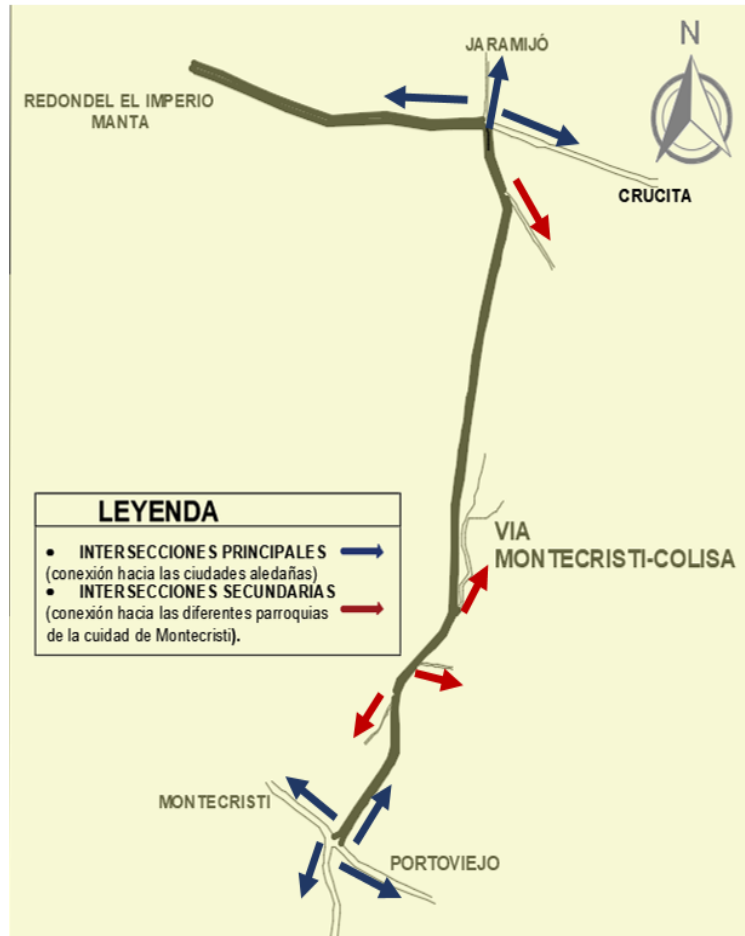 JARAMIJÓ
N
REDONDEL EL IMPERIO
MANTA
CRUCITA
LEYENDA
• INTERSECCIONES PRINCIPALES
(conexión hacia las ciudades aledañas)
• INTERSECCIONES SECUNDARIAS
(conexión hacia las diferentes parroquias
de la cuidad de Montecristi).
VIA
MONTECRISTI-COLISA
MONTECRISTI
PORTOVIEJO